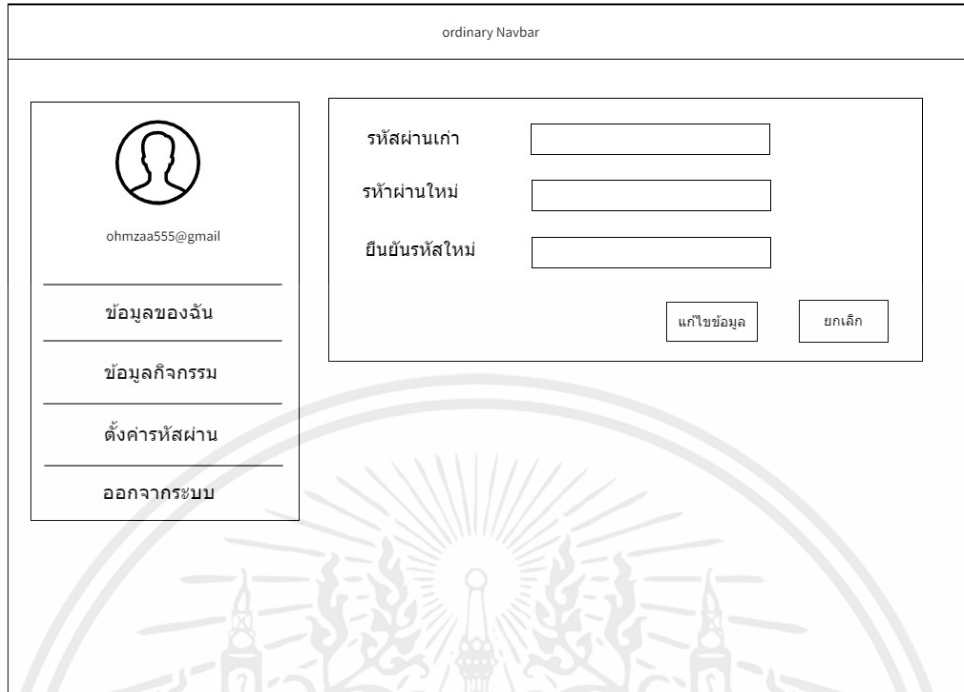 ordinary Navbar
ohmzaa555@gmail
ข้อมูลของฉัน
ข้อมูลกิจกรรม
ตั้งค่ารหัสผ่าน
ออกจากระบบ
รหัสผ่านเก่า
รห้าผ่านใหม่
ยืนยันรหัสใหม่
แก้ไขข้อมูล
ยกเลิก